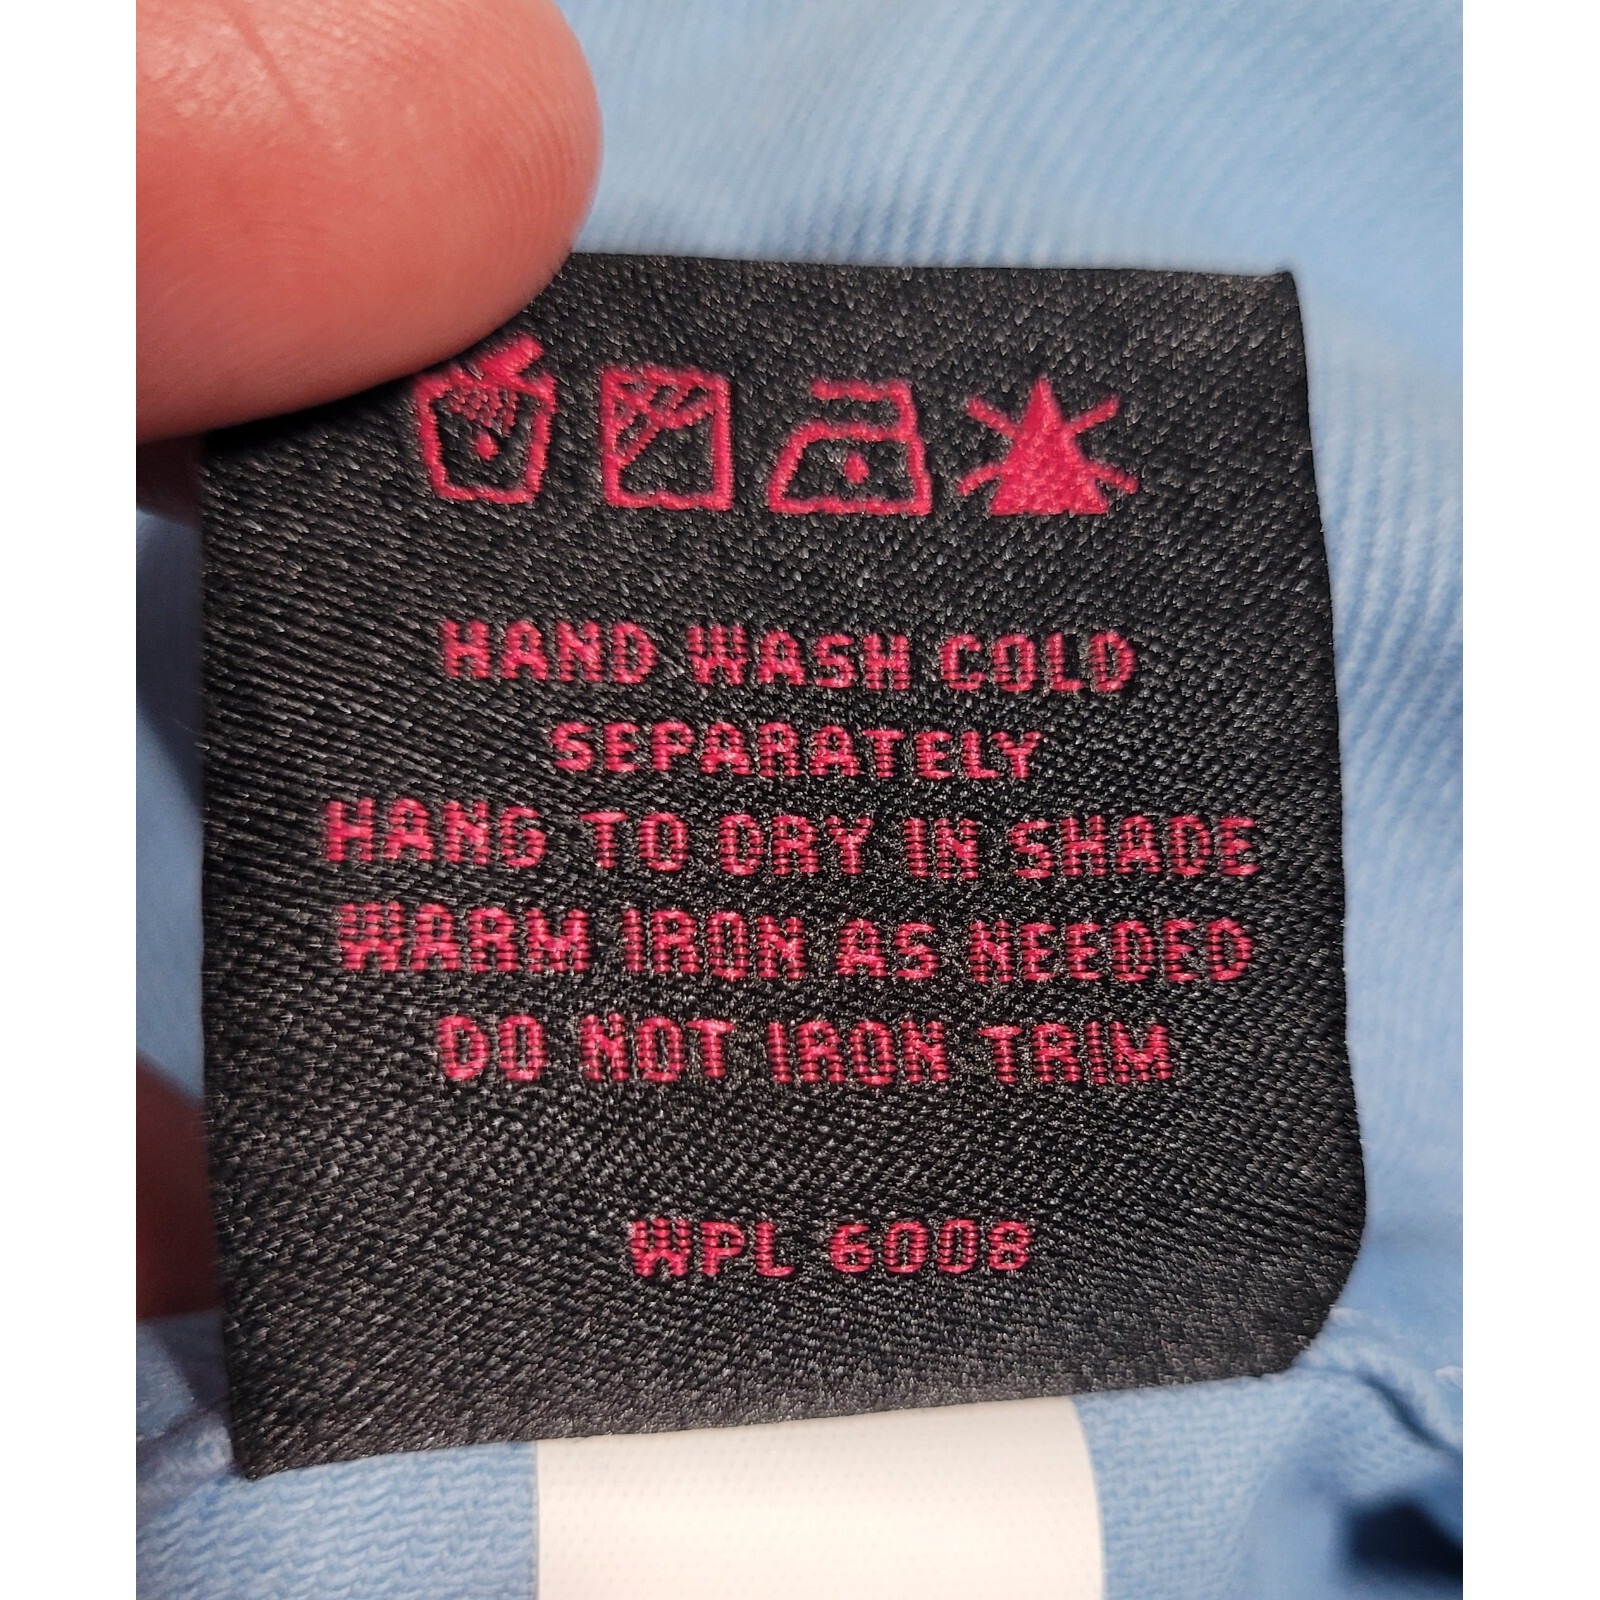 HAND WASH COLD
SEPARATELY
HANG TO DRY IN SHADE
WARM IRON AS NEEDED
DO NOT IRON TRIM
WPL 6008